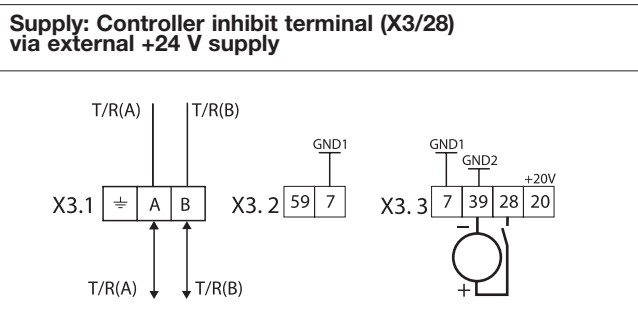 Supply: Controller inhibit terminal (X3/28)
via external +24 V supply
T/R(A) T/R(B)
GND1 GND1
GND2
+20V
X3.1 A B X3. 2 59 7 X3. 3 7 39 28 20
−
+
T/R(A) T/R(B)